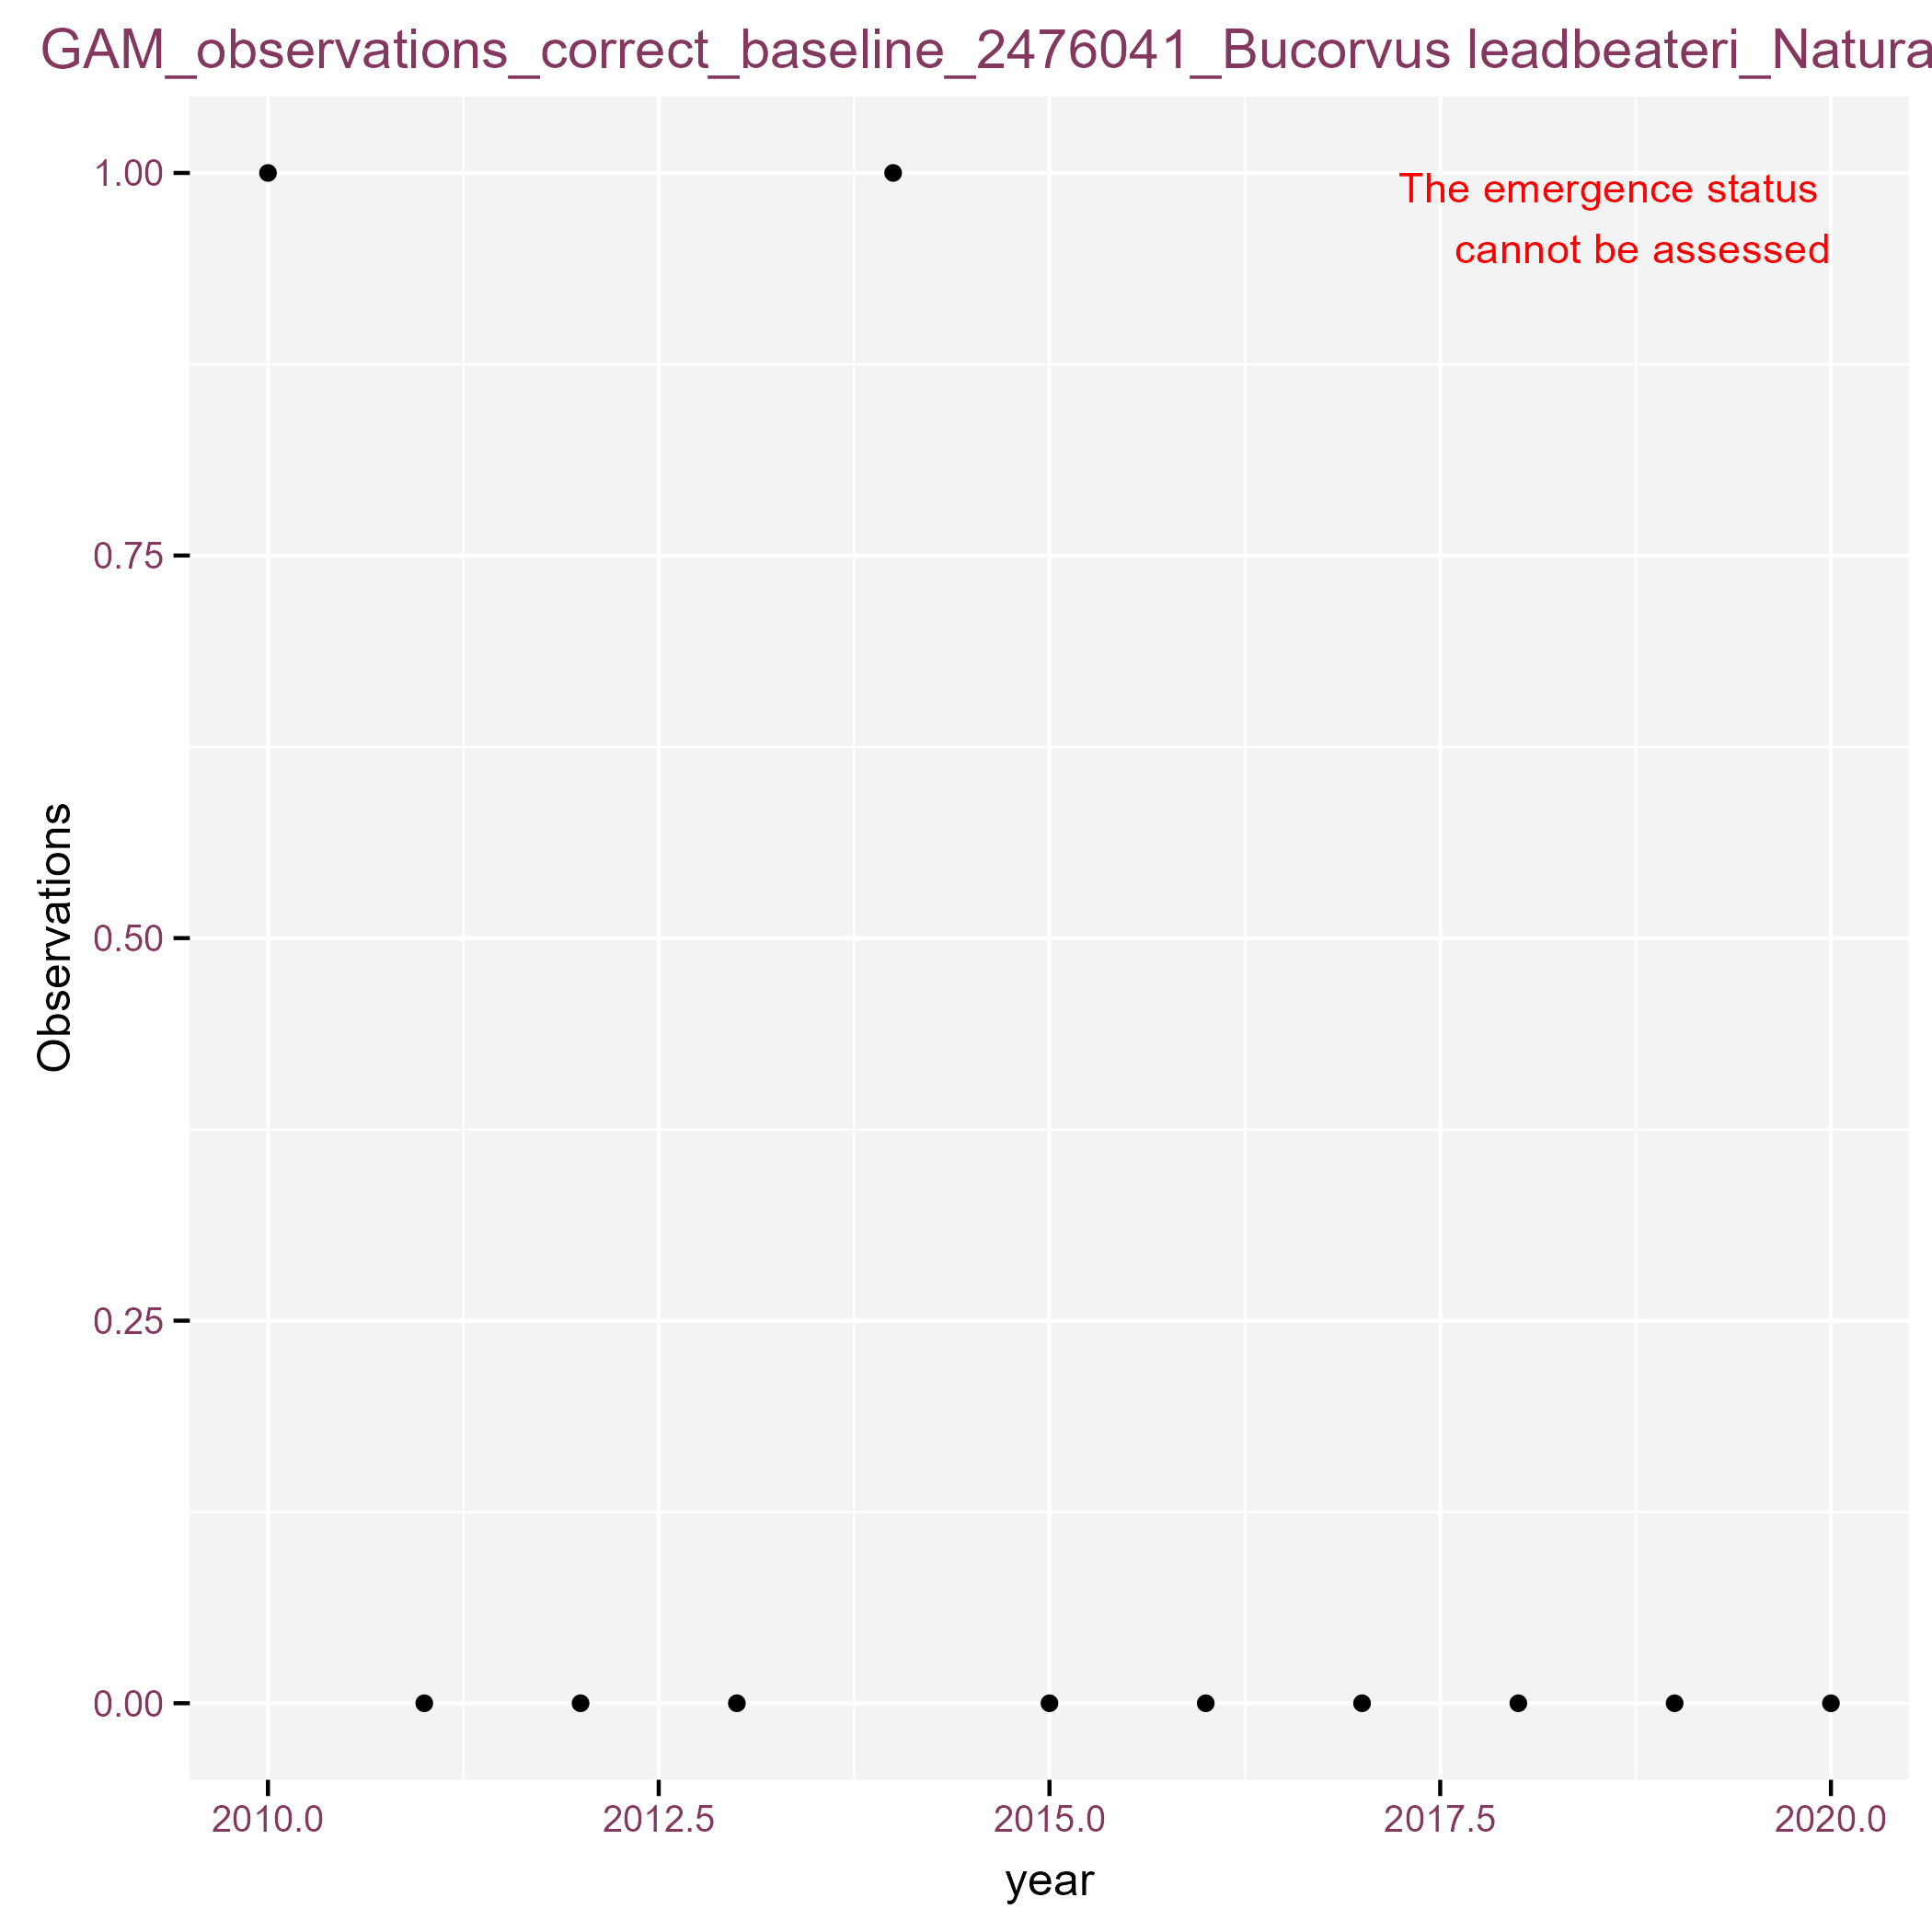 GAM_observations_correct_baseline_2476041_Bucorvus leadbeateri_Natura
The emergence status
cannot be assessed
1.00
0.75
0.50
0.25
0.00
Observations
2010.0 2012.5 2015.0 2017.5 2020.0
year